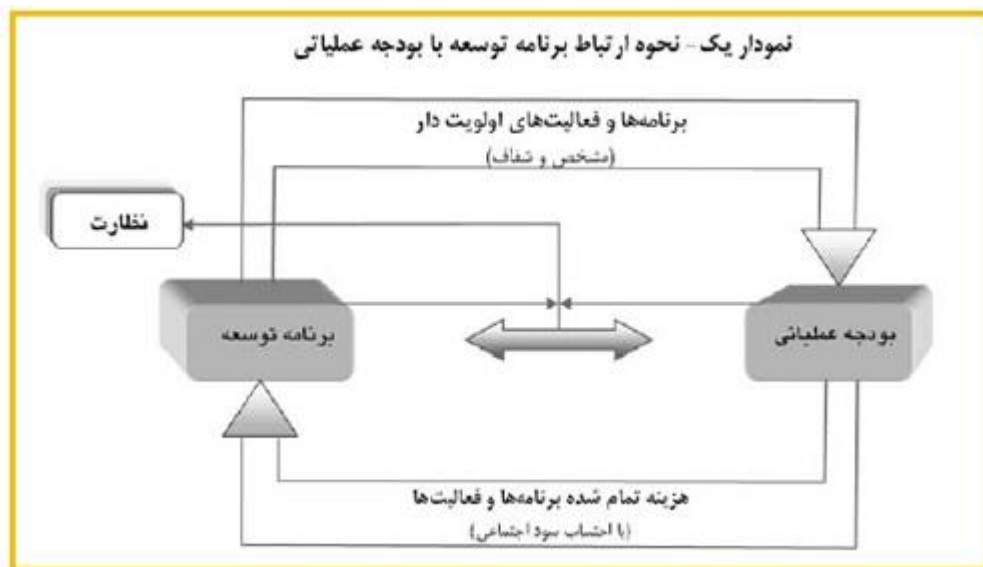 نمودار یک - نحوه ارتباط برنامه توسعه با بودجه عملیاتی
برنامه‌ها و فعالیت‌های اولویت دار
(مشخص و شفاف)
نظارت
بودجه عملیاتی
برنامه توسعه
هزینه تمام شده برنامه‌ها و فعالیت‌ها
(با احتساب سود اجتماعی)